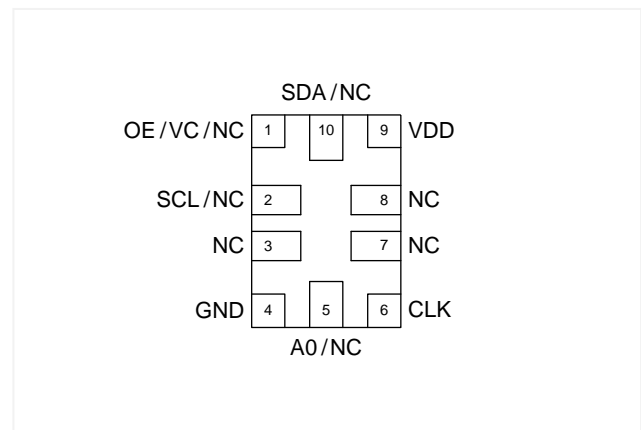 SDA/NC
OE/VC/NC 1 10 9 VDD
SCL/NC 2 8 NC
NC 3 7 NC
GND 4 5 6 CLK
A0/NC